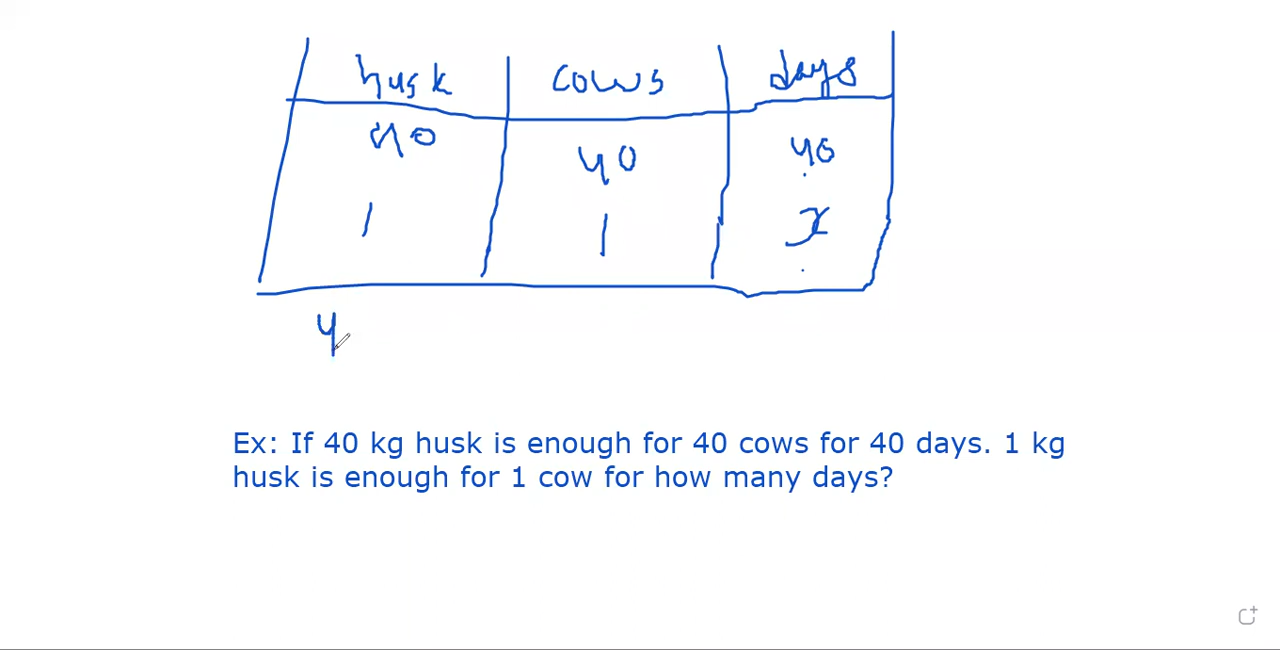 husk cows days
40 40 40
1 1 x
4
Ex: If 40 kg husk is enough for 40 cows for 40 days. 1 kg
husk is enough for 1 cow for how many days?